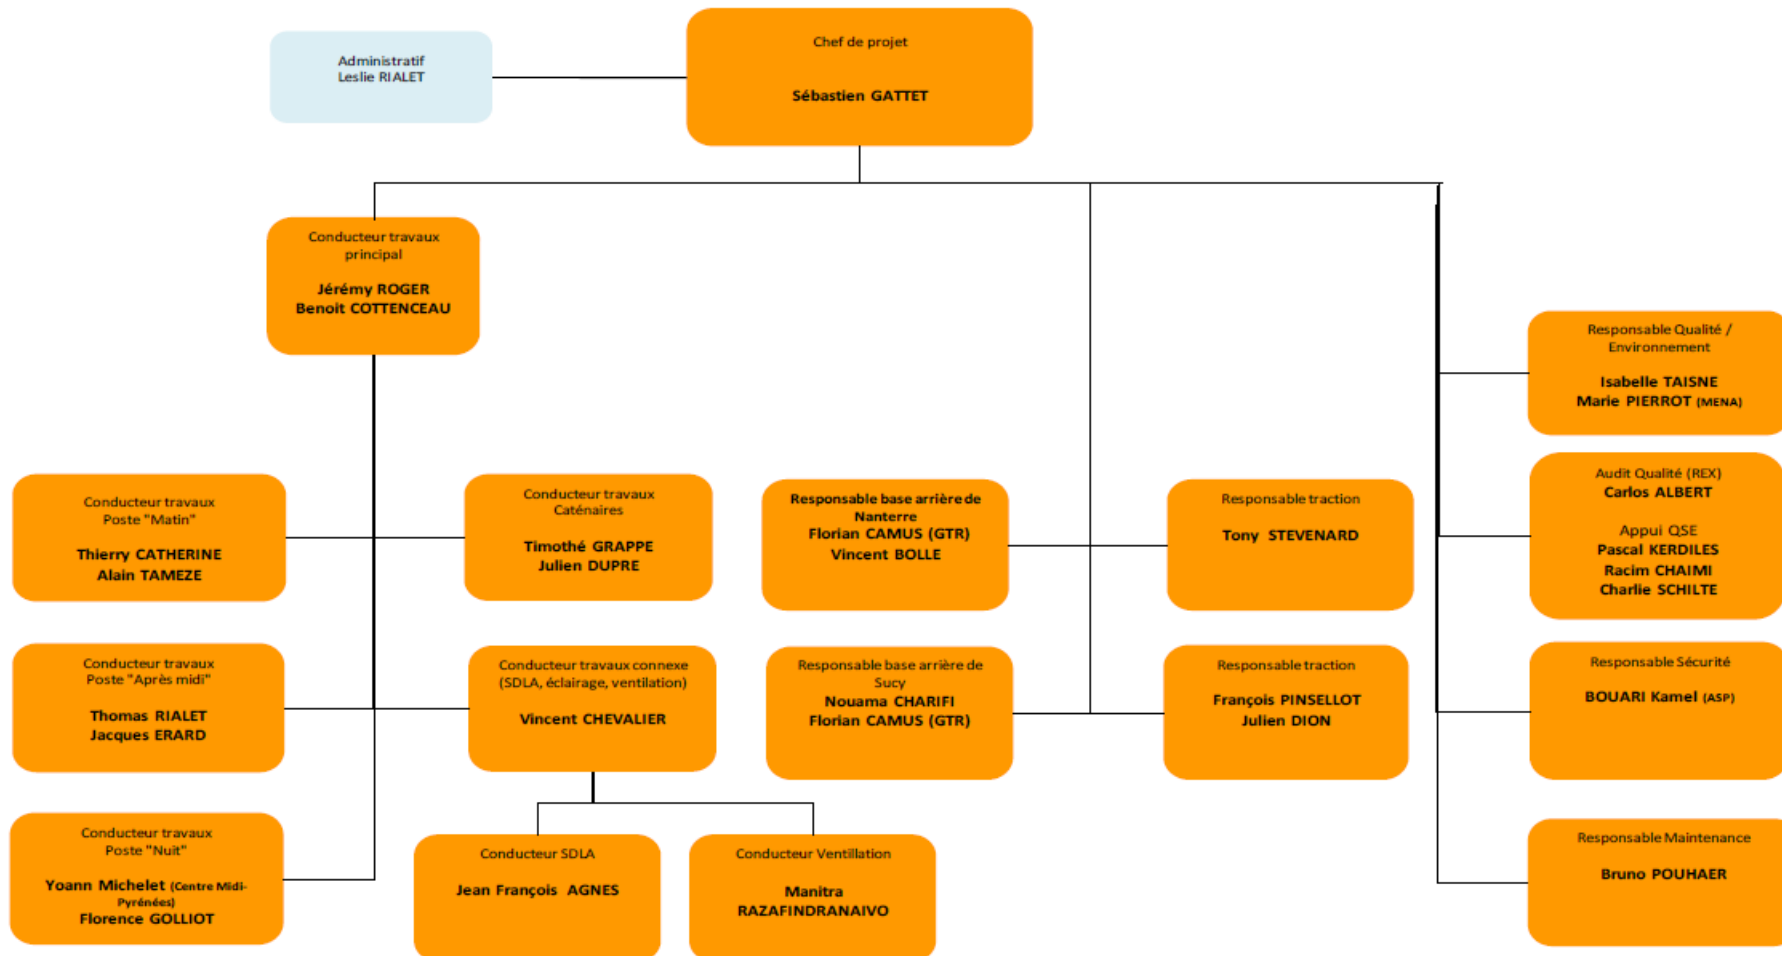 Chef de projet
Sébastien GATTET
Administratif
Leslie RIALET
Conducteur travaux
principal
Jérémy ROGER
Benoit COTTENCEAU
Responsable Qualité /
Environnement
Isabelle TAISNE
Marie PIERROT (MENA)
Conducteur travaux
Poste "Matin"
Thierry CATHERINE
Alain TAMEZE
Conducteur travaux
Caténaires
Timothé GRAPPE
Julien DUPRE
Responsable base arrière de
Nanterre
Florian CAMUS (GTR)
Vincent BOLLE
Responsable traction
Tony STEVENARD
Audit Qualité (REX)
Carlos ALBERT
Appui QSE
Pascal KERDILES
Racim CHAIMI
Charlie SCHILTE
Conducteur travaux
Poste "Après midi"
Thomas RIALET
Jacques ERARD
Conducteur travaux connexe
(SDLA, éclairage, ventilation)
Vincent CHEVALIER
Responsable base arrière de
Sucy
Nouama CHARIFI
Florian CAMUS (GTR)
Responsable traction
François PINSELLOT
Julien DION
Responsable Sécurité
BOUARI Kamel (ASP)
Conducteur travaux
Poste "Nuit"
Yoann Michelet (Centre Midi-
Pyrénées)
Florence GOLLIOT
Conducteur SDLA
Jean François AGNES
Conducteur Ventillation
Manitra
RAZAFINDRANAIVO
Responsable Maintenance
Bruno POUHAER